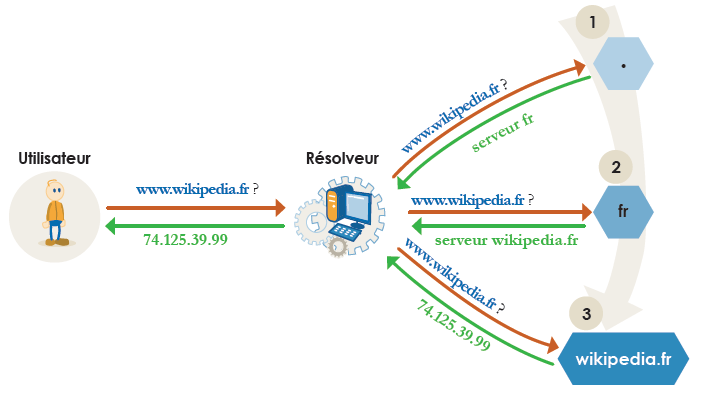 Utilisateur
www.wikipedia.fr ?
74.125.39.99
Résolveur
1
.
www.wikipedia.fr ?
serveur fr
2
fr
www.wikipedia.fr ?
serveur wikipedia.fr
3
wikipedia.fr
www.wikipedia.fr ?
74.125.39.99